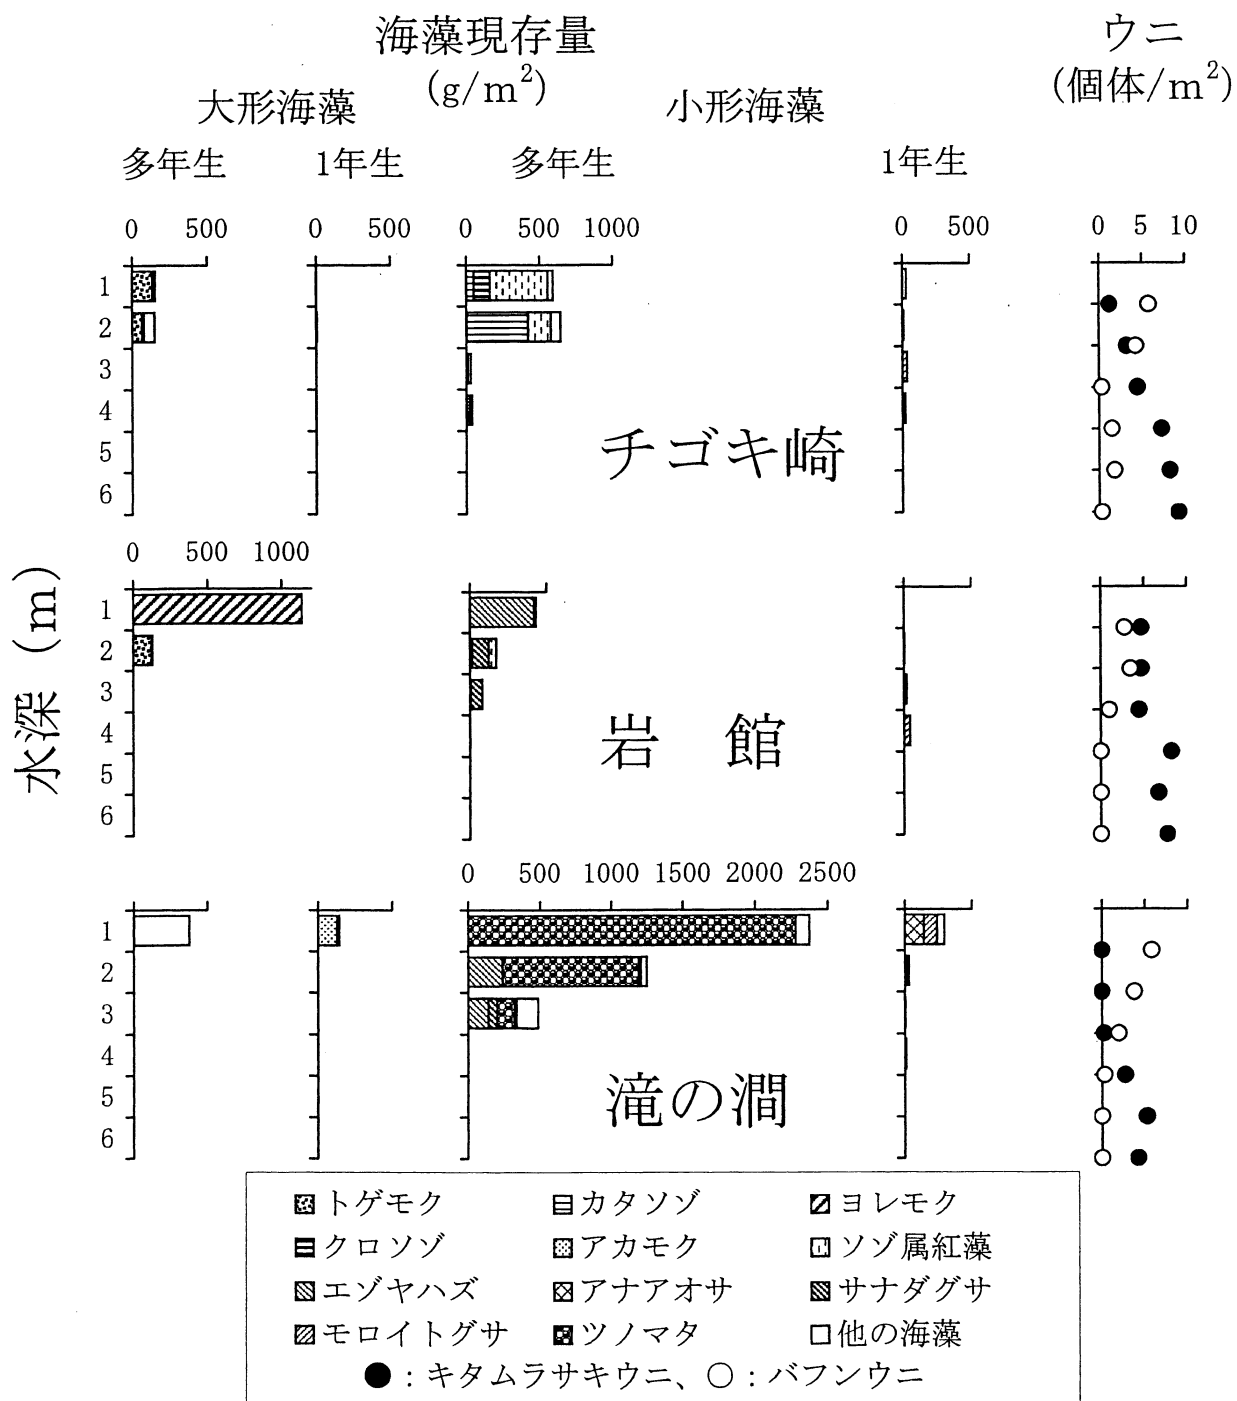 海藻現存量
(g/m²)
ウニ
(個体/m²)
大形海藻
小形海藻
多年生 1年生 多年生 1年生
0 500 0 500 0 500 1000 0 500 0 5 10
1
2
3
4
5
6
チゴキ崎
水深 (m)
0 500 1000
1
2
3
4
5
6
岩 館
0 500 1000 1500 2000 2500
1
2
3
4
5
6
滝の澗
トゲモク カタソゾ ヨレモク
クロソゾ アカモク ソゾ属紅藻
エゾヤハズ アナアオサ サナダグサ
モロイトグサ ツノマタ 他の海藻
●：キタムラサキウニ、○：バフンウニ